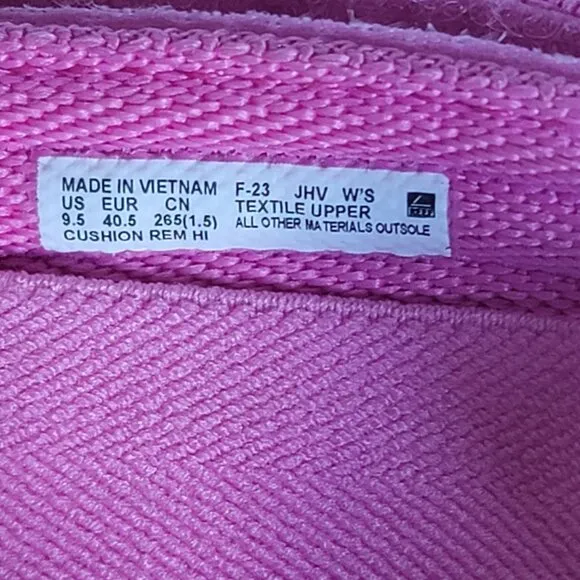 MADE IN VIETNAM F-23 JHV W'S
US EUR CN TEXTILE UPPER
9.5 40.5 265(1.5) ALL OTHER MATERIALS OUTSOLE
CUSHION REM HI